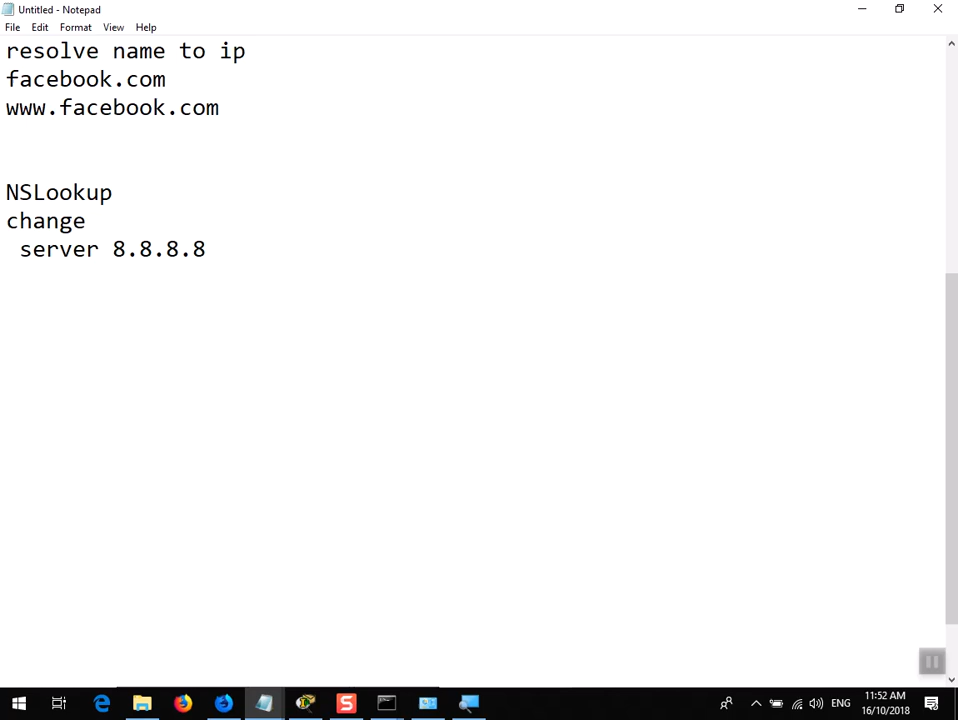 Untitled - Notepad
File Edit Format View Help
resolve name to ip
facebook.com
www.facebook.com
NSLookup
change
server 8.8.8.8
ENG
11:52 AM
16/10/2018